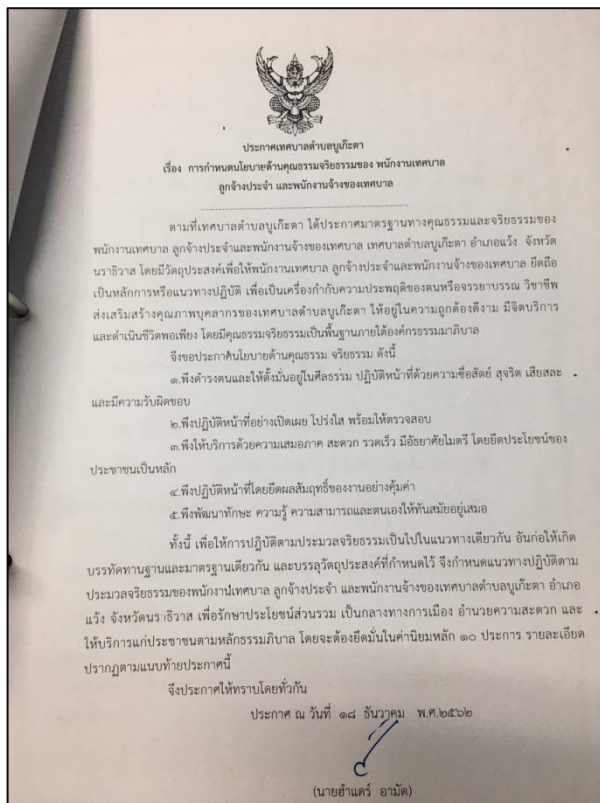 ประกาศเทศบาลตำบลบูเก๊ะตา
เรื่อง การกำหนดนโยบายด้านคุณธรรมจริยธรรมของ พนักงานเทศบาล
ลูกจ้างประจำ และพนักงานจ้างของเทศบาล
ตามที่เทศบาลตำบลบูเก๊ะตา ได้ประกาศมาตรฐานทางคุณธรรมและจริยธรรมของ
พนักงานเทศบาล ลูกจ้างประจำและพนักงานจ้างของเทศบาล เทศบาลตำบลบูเก๊ะตา อำเภอแว้ง จังหวัด
นราธิวาส โดยมีวัตถุประสงค์เพื่อให้พนักงานเทศบาล ลูกจ้างประจำและพนักงานจ้างของเทศบาล ยึดถือ
เป็นหลักการหรือแนวทางปฏิบัติ เพื่อเป็นเครื่องกำกับความประพฤติของตนหรือจรรยาบรรณ วิชาชีพ
ส่งเสริมสร้างคุณภาพบุคลากรของเทศบาลตำบลบูเก๊ะตา ให้อยู่ในความถูกต้องดีงาม มีจิตบริการ
และดำเนินชีวิตพอเพียง โดยมีคุณธรรมจริยธรรมเป็นพื้นฐานภายใต้องค์กรธรรมมาภิบาล
จึงขอประกาศนโยบายด้านคุณธรรม จริยธรรม ดังนี้
๑.พึงดำรงตนและให้ตั้งมั่นอยู่ในศีลธรรม ปฏิบัติหน้าที่ด้วยความซื่อสัตย์ สุจริต เสียสละ
และมีความรับผิดชอบ
๒.พึงปฏิบัติหน้าที่อย่างเปิดเผย โปร่งใส พร้อมให้ตรวจสอบ
๓.พึงให้บริการด้วยความเสมอภาค สะดวก รวดเร็ว มีอัธยาศัยไมตรี โดยยึดประโยชน์ของ
ประชาชนเป็นหลัก
๔.พึงปฏิบัติหน้าที่โดยยึดผลสัมฤทธิ์ของงานอย่างคุ้มค่า
๕.พึงพัฒนาทักษะ ความรู้ ความสามารถและตนเองให้ทันสมัยอยู่เสมอ
ทั้งนี้ เพื่อให้การปฏิบัติตามประมวลจริยธรรมเป็นไปในแนวทางเดียวกัน อันก่อให้เกิด
บรรทัดทานฐานและมาตรฐานเดียวกัน และบรรลุวัตถุประสงค์ที่กำหนดไว้ จึงกำหนดแนวทางปฏิบัติตาม
ประมวลจริยธรรมของพนักงานเทศบาล ลูกจ้างประจำ และพนักงานจ้างของเทศบาลตำบลบูเก๊ะตา อำเภอ
แว้ง จังหวัดนราธิวาส เพื่อรักษาประโยชน์ส่วนรวม เป็นกลางทางการเมือง อำนวยความสะดวก และ
ให้บริการแก่ประชาชนตามหลักธรรมภิบาล โดยจะต้องยึดมั่นในค่านิยมหลัก ๑๐ ประการ รายละเอียด
ปรากฏตามแนบท้ายประกาศนี้
จึงประกาศให้ทราบโดยทั่วกัน
ประกาศ ณ วันที่ ๑๘ ธันวาคม พ.ศ.๒๕๖๒
(นายฮำแดร์ อามัด)